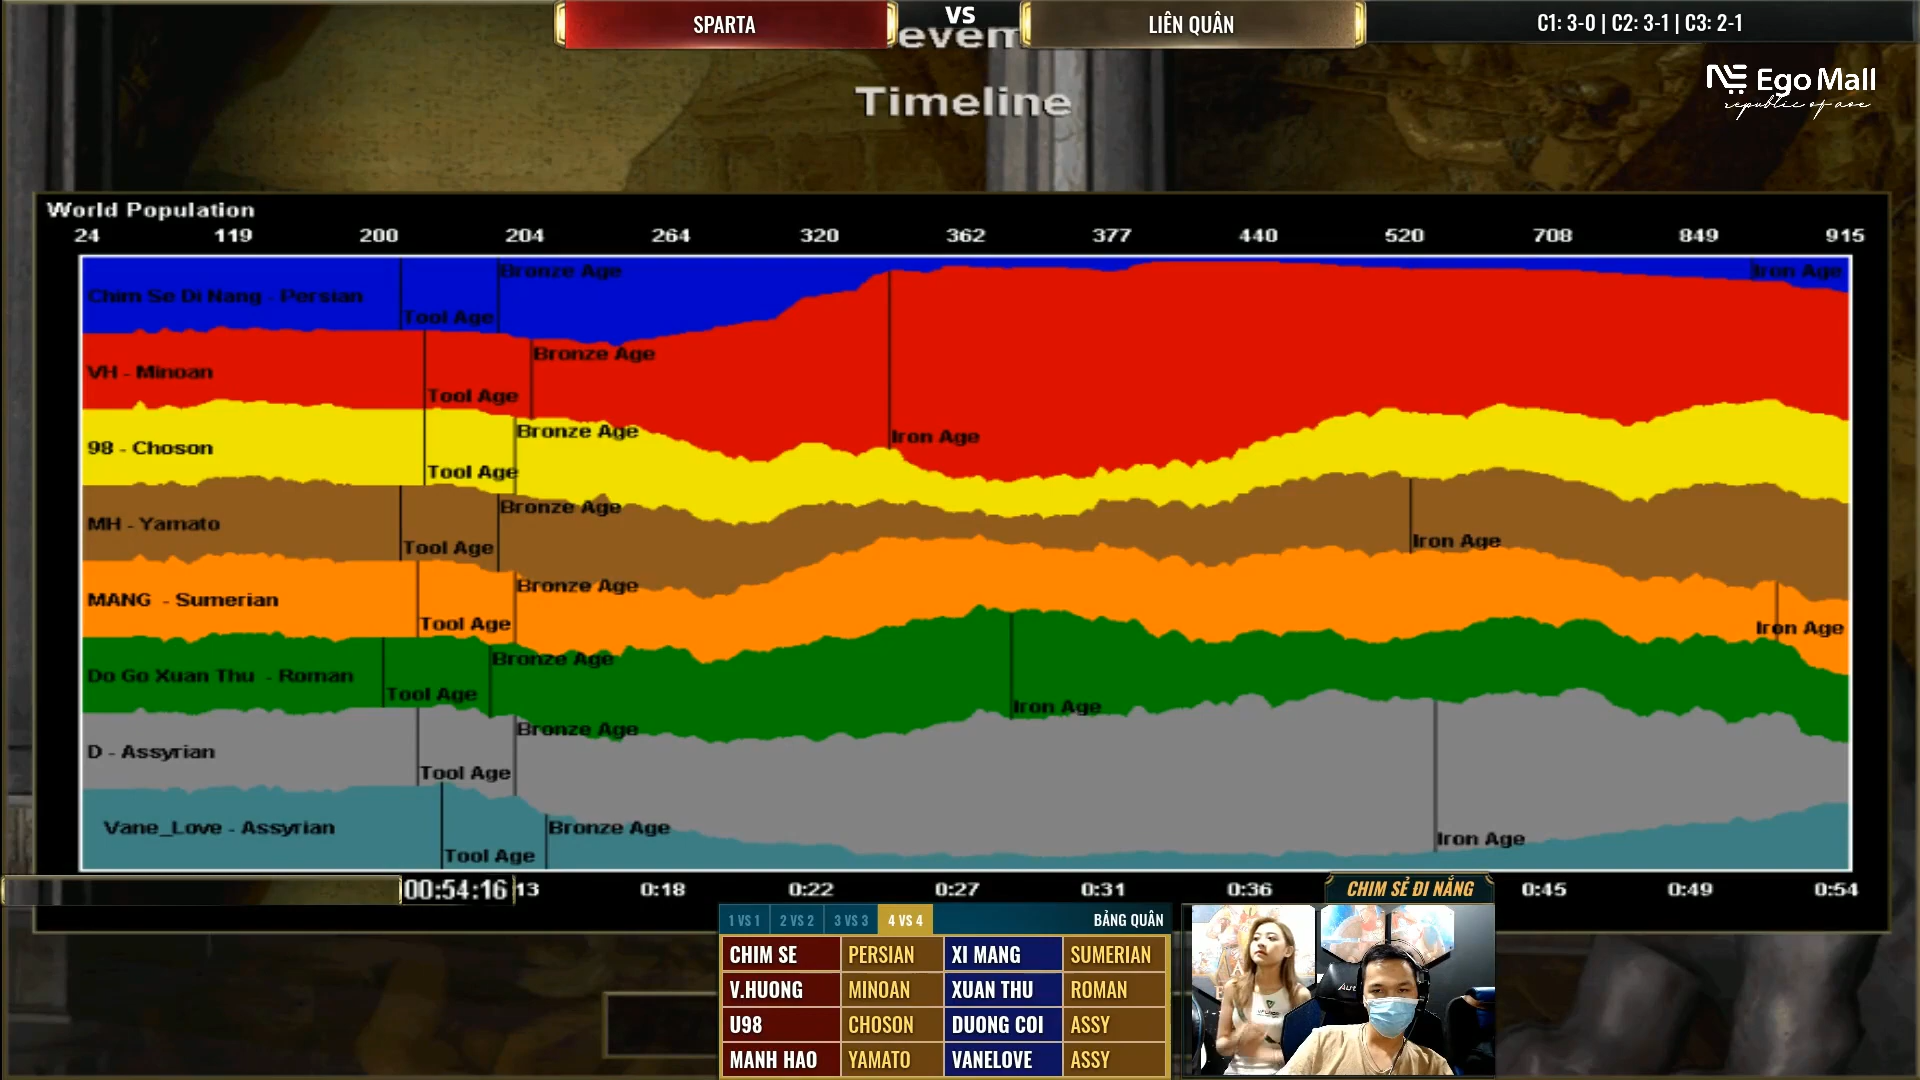 SPARTA
VS
LIÊN QUÂN
C1: 3-0 | C2: 3-1 | C3: 2-1
evem
Timeline
Ego Mall
republic of aoe
World Population
24 119 200 204 264 320 362 377 440 520 708 849 915
Bronze Age
Iron Age
Chim Se Di Nang - Persian
Tool Age
Bronze Age
VH - Minoan
Tool Age
Bronze Age
Iron Age
98 - Choson
Tool Age
Bronze Age
MH - Yamato
Tool Age
Iron Age
Bronze Age
MANG - Sumerian
Tool Age
Iron Age
Bronze Age
Do Go Xuan Thu - Roman
Tool Age
Iron Age
Bronze Age
D - Assyrian
Tool Age
Vane_Love - Assyrian
Bronze Age
Iron Age
Tool Age
00:54:16 13 0:18 0:22 0:27 0:31 0:36 0:45 0:49 0:54
CHIM SẺ ĐI NẮNG
1 VS 1 2 VS 2 3 VS 3 4 VS 4 BẢNG QUÂN
CHIM SE PERSIAN XI MANG SUMERIAN
V.HUONG MINOAN XUAN THU ROMAN
U98 CHOSON DUONG COI ASSY
MANH HAO YAMATO VANELOVE ASSY